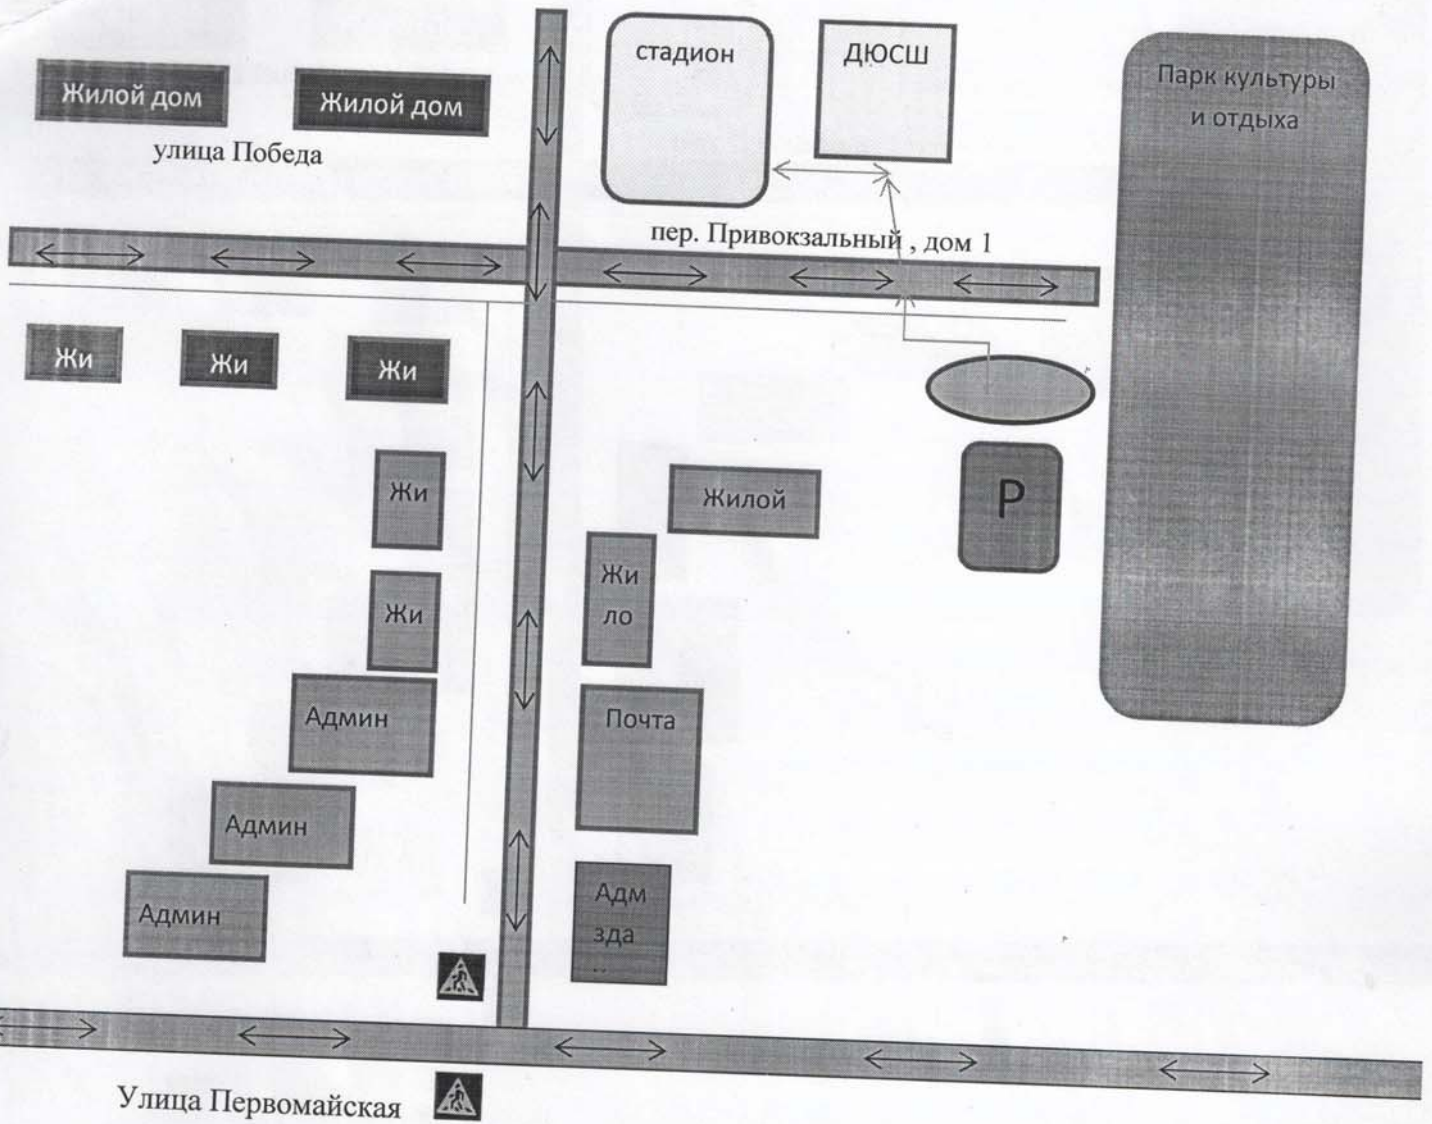 стадион
ДЮСШ
Парк культуры
и отдыха
Жилой дом
Жилой дом
улица Победа
пер. Привокзальный , дом 1
Жи
Жи
Жи
Жи
Жилой
P
Жи
ло
Жи
Админ
Почта
Админ
Админ
Адм
зда
Улица Первомайская